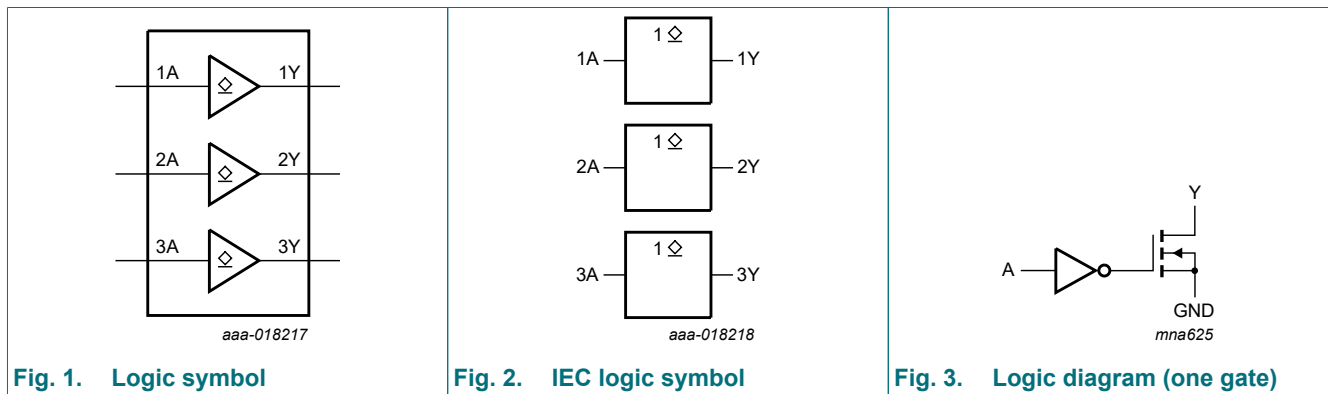 1A 1Y
2A 2Y
3A 3Y
aaa-018217
Fig. 1. Logic symbol
1
1A 1Y
1
2A 2Y
1
3A 3Y
aaa-018218
Fig. 2. IEC logic symbol
Y
A
GND
mna625
Fig. 3. Logic diagram (one gate)